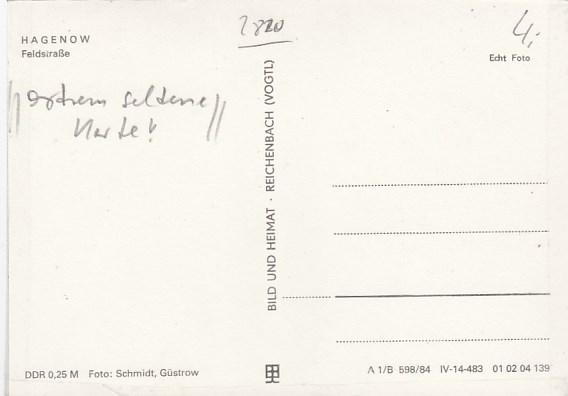 HAGENOW
Feldstraße
2820
4,-
Echt Foto
extrem seltene
Karte!
BILD UND HEIMAT · REICHENBACH (VOGTL)
DDR 0,25 M Foto: Schmidt, Güstrow
A 1/B 598/84 IV-14-483 01 02 04 139